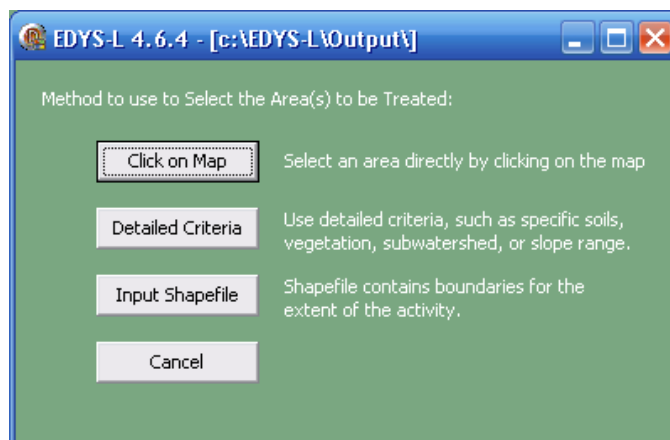 EDYS-L 4.6.4 - [c:\EDYS-L\Output\]
Method to use to Select the Area(s) to be Treated:
Click on Map
Select an area directly by clicking on the map
Detailed Criteria
Use detailed criteria, such as specific soils,
vegetation, subwatershed, or slope range.
Input Shapefile
Shapefile contains boundaries for the
extent of the activity.
Cancel